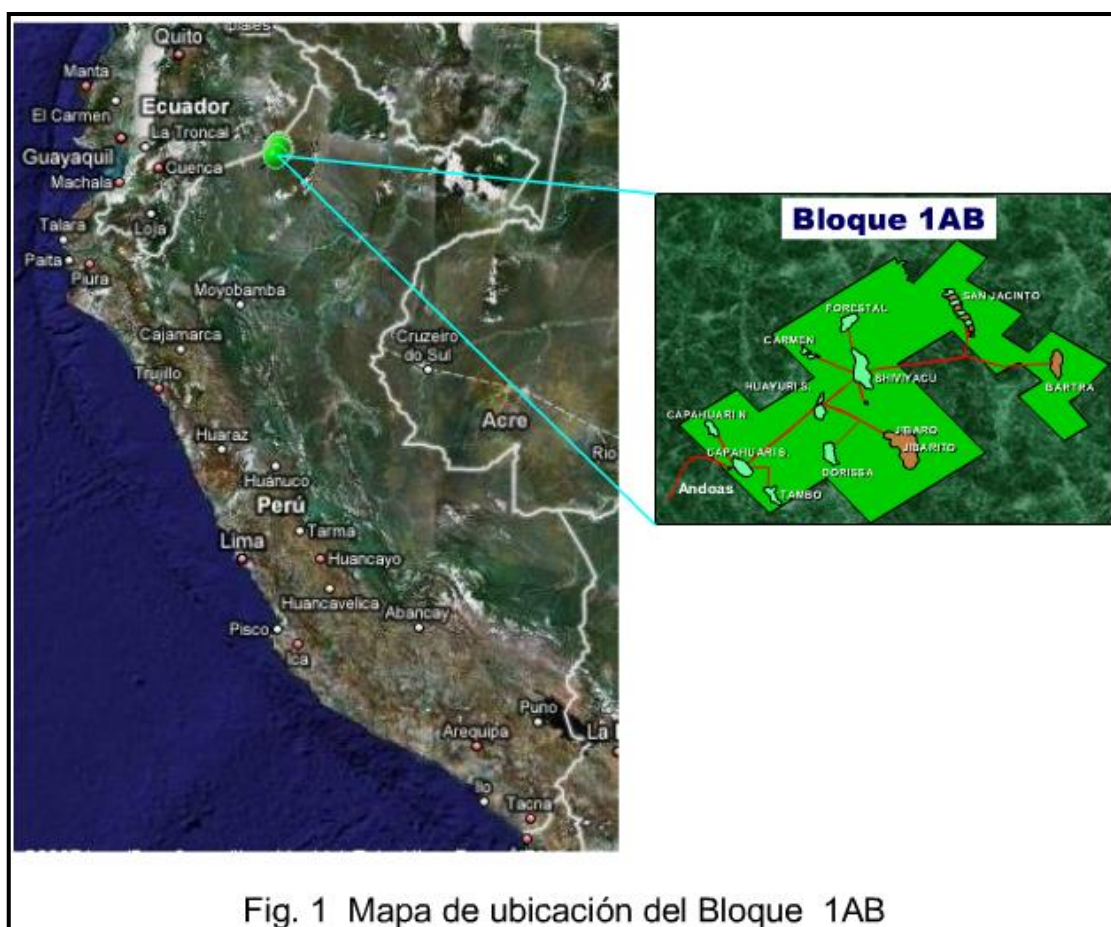 Quito
Manta
El Carmen
Ecuador
La Troncal
Guayaquil
Cuenca
Machala
Loja
Talara
Paita
Piura
Moyobamba
Cajamarca
Cruzeiro
do Sul
Trujillo
Acre
Huaraz
Rio
Huánuco
Perú
Tarma
Lima
Huancayo
Huancavelica
Abancay
Pisco
Ica
Puno
Arequipa
La
Ilo
Tacna
Bloque 1AB
SAN JACINTO
FORESTAL
CARMEN
SHIVIYACU
BARTRA
HUAYURI S.
CAPAHUARI N
JIBARO
JIBARITO
CAPAHUARI S.
DORISSA
Andoas
TAMBO
Fig. 1 Mapa de ubicación del Bloque 1AB